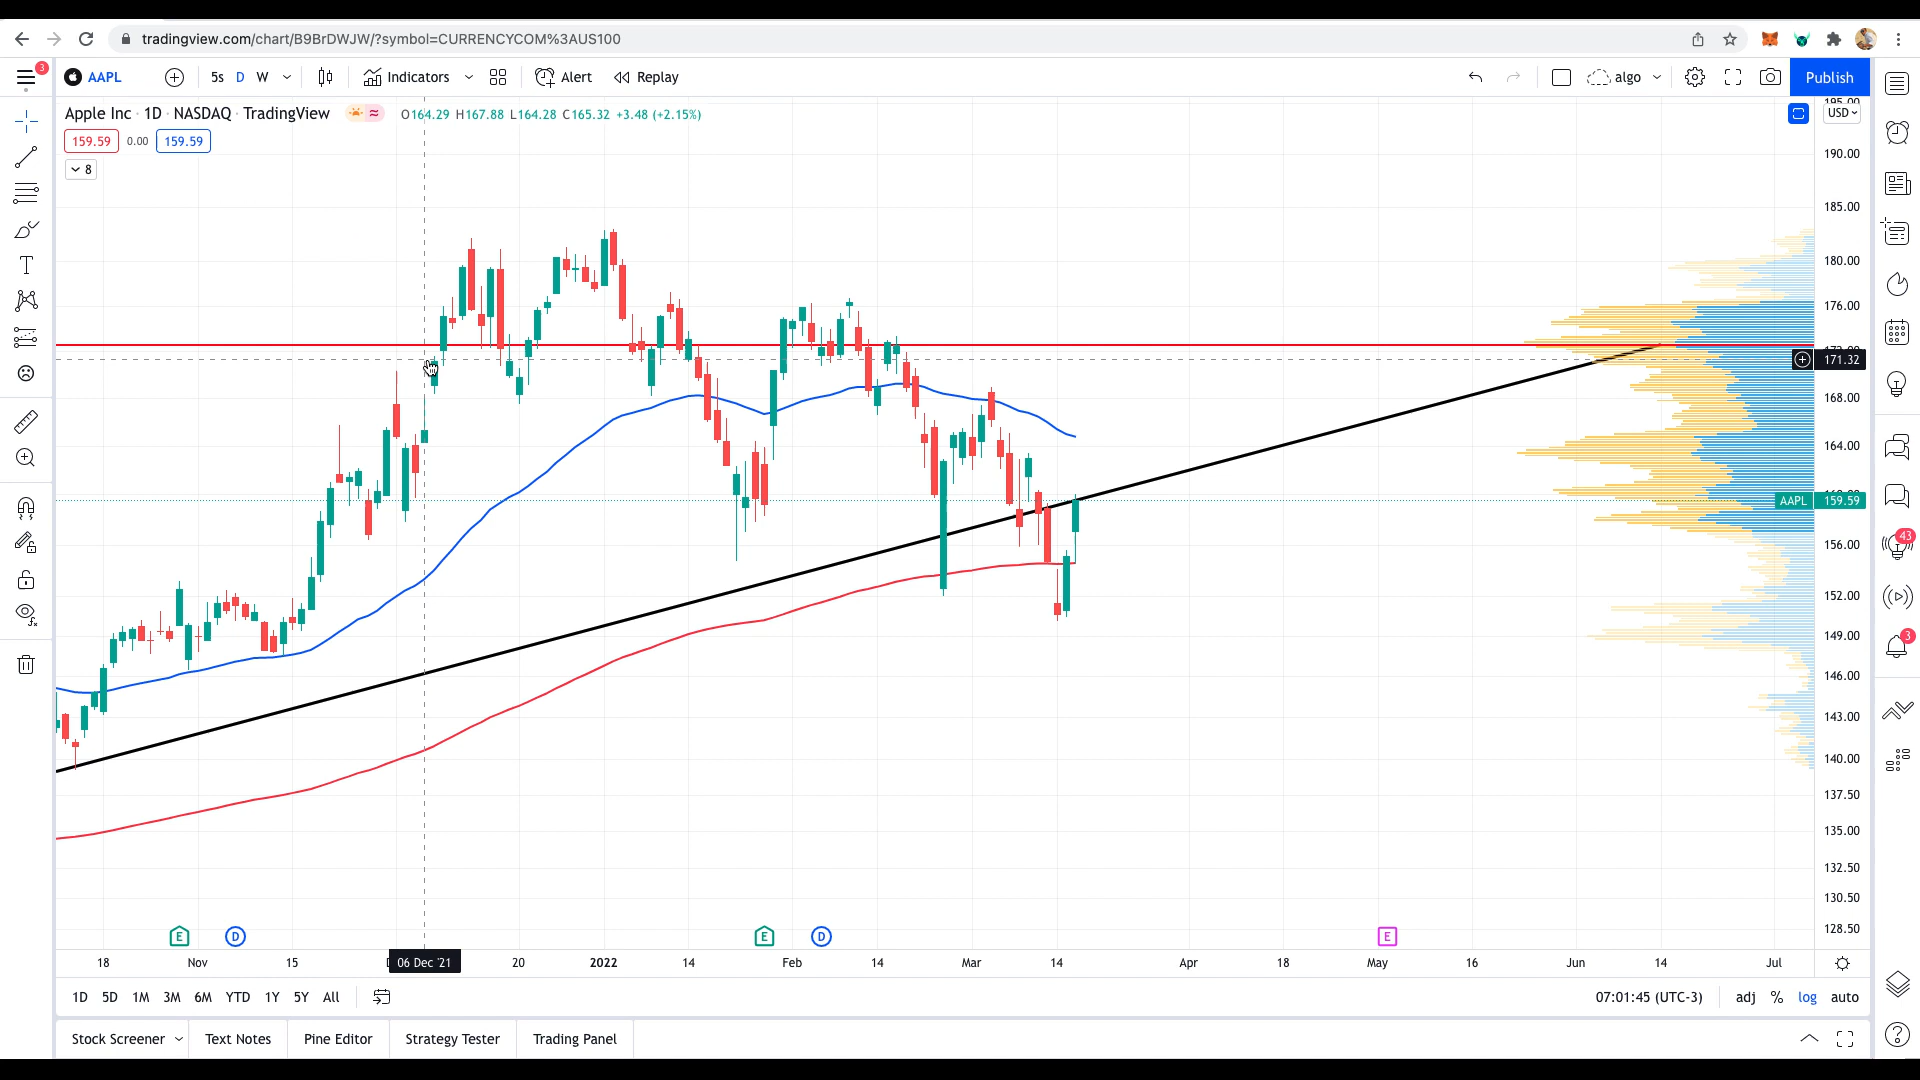 tradingview.com/chart/B9BrDWJW/?symbol=CURRENCYCOM%3AUS100
3
AAPL 5s D W Indicators Alert Replay algo Publish
Apple Inc · 1D · NASDAQ · TradingView O164.29 H167.88 L164.28 C165.32 +3.48 (+2.15%)
195.00
USD
159.59 0.00 159.59
8
190.00
185.00
180.00
176.00
171.32
168.00
164.00
AAPL 159.59
156.00
43
152.00
149.00
3
146.00
143.00
140.00
137.50
135.00
132.50
130.50
128.50
E D E D E
18 Nov 15 06 Dec '21 20 2022 14 Feb 14 Mar 14 Apr 18 May 16 Jun 14 Jul
1D 5D 1M 3M 6M YTD 1Y 5Y All 07:01:45 (UTC-3) adj % log auto
Stock Screener Text Notes Pine Editor Strategy Tester Trading Panel